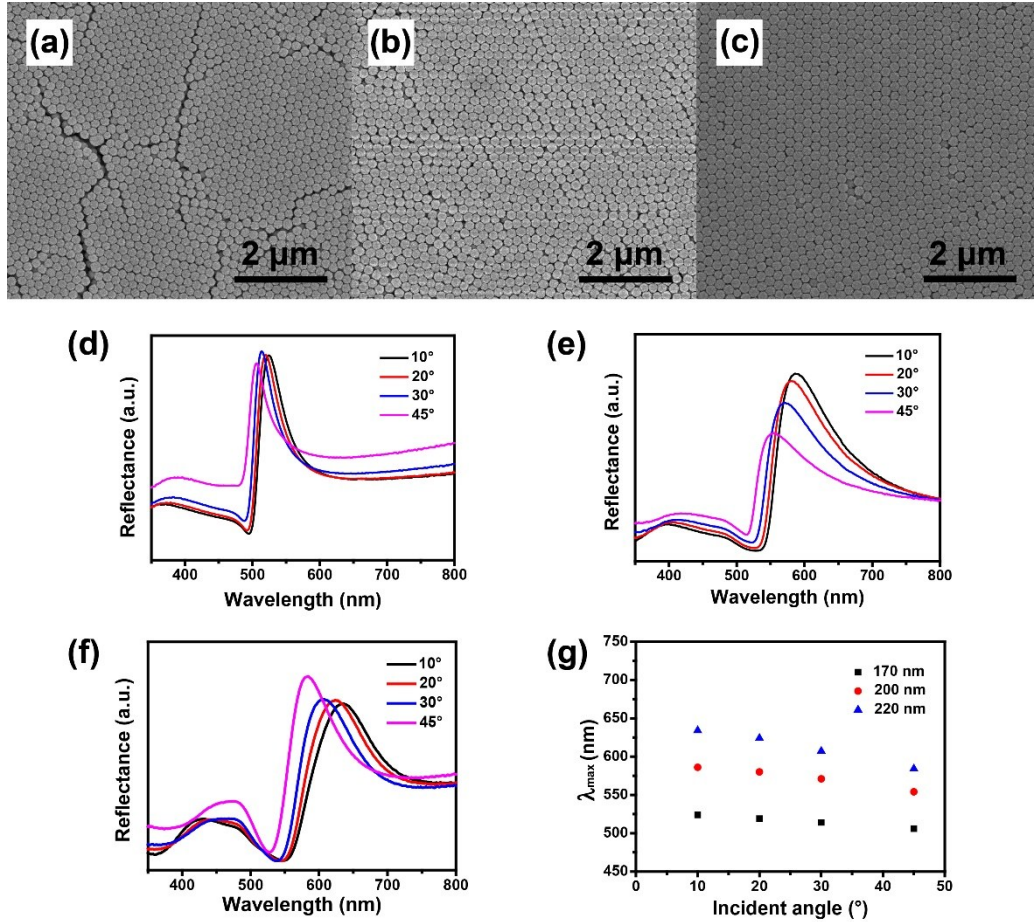 (a)
(b)
(c)
2 μm
2 μm
2 μm
(d)
10°
20°
30°
45°
Reflectance (a.u.)
400 500 600 700 800
Wavelength (nm)
(e)
10°
20°
30°
45°
Reflectance (a.u.)
400 500 600 700 800
Wavelength (nm)
(f)
10°
20°
30°
45°
Reflectance (a.u.)
400 500 600 700 800
Wavelength (nm)
(g)
170 nm
200 nm
220 nm
λmax (nm)
750
700
650
600
550
500
450
0 10 20 30 40 50
Incident angle (°)